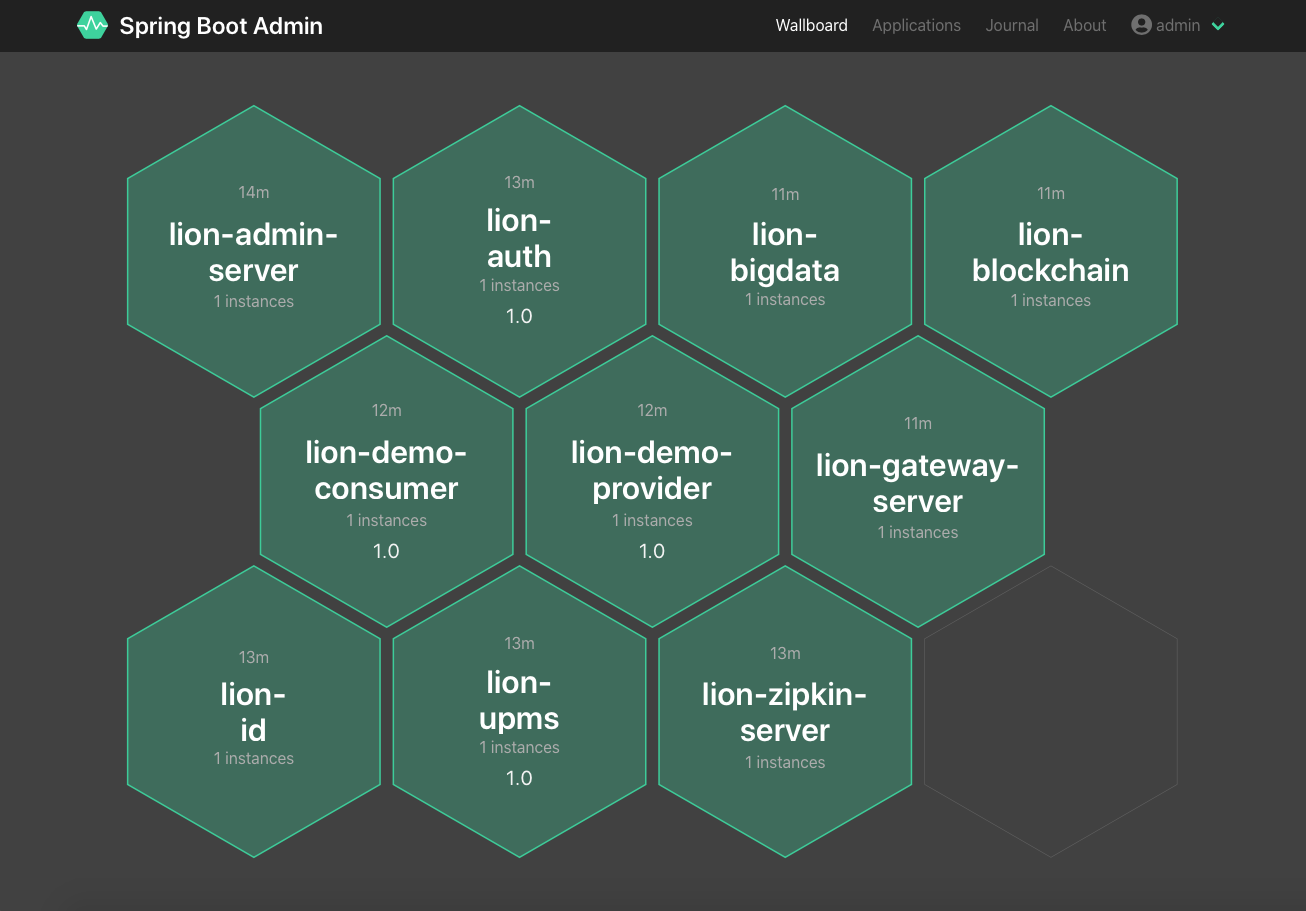 Spring Boot Admin
Wallboard Applications Journal About admin
14m
lion-admin-
server
1 instances
13m
lion-
auth
1 instances
1.0
11m
lion-
bigdata
1 instances
11m
lion-
blockchain
1 instances
12m
lion-demo-
consumer
1 instances
1.0
12m
lion-demo-
provider
1 instances
1.0
11m
lion-gateway-
server
1 instances
13m
lion-
id
1 instances
13m
lion-
upms
1 instances
1.0
13m
lion-zipkin-
server
1 instances